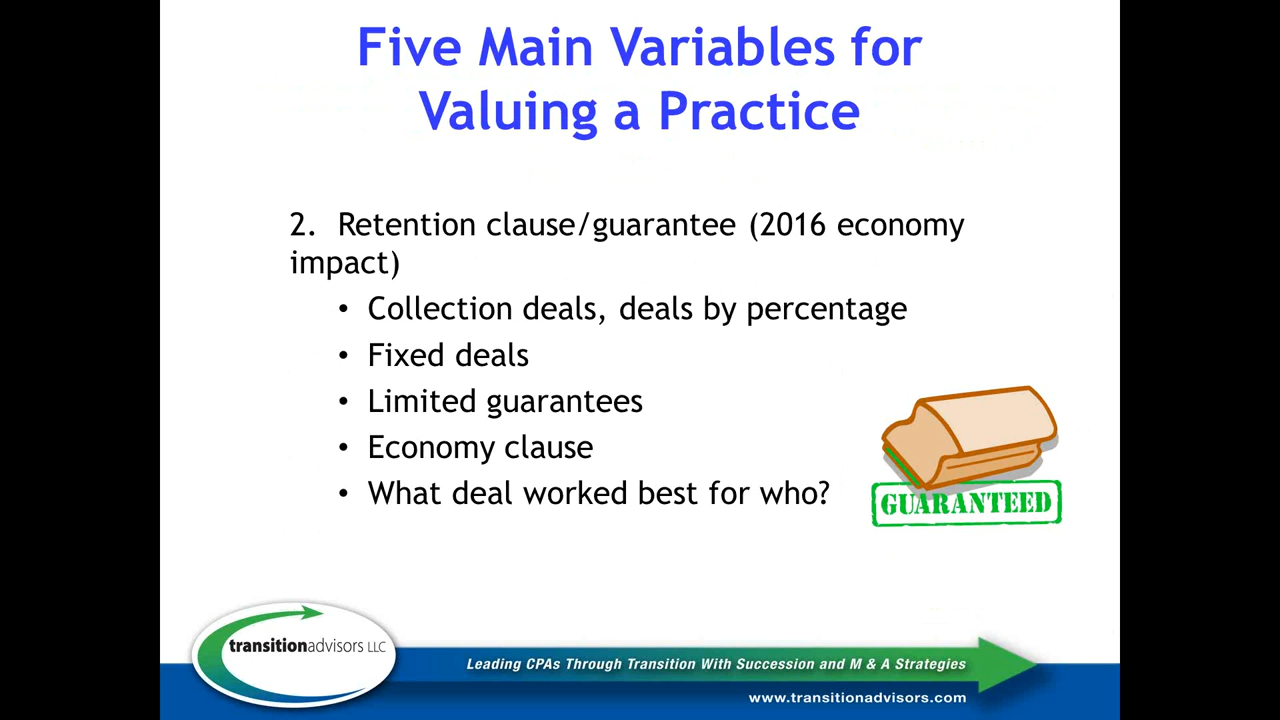 Five Main Variables for
Valuing a Practice
2. Retention clause/guarantee (2016 economy
impact)
• Collection deals, deals by percentage
• Fixed deals
• Limited guarantees
• Economy clause
• What deal worked best for who?
GUARANTEED
transitionadvisors LLC
Leading CPAs Through Transition With Succession and M & A Strategies
www.transitionadvisors.com